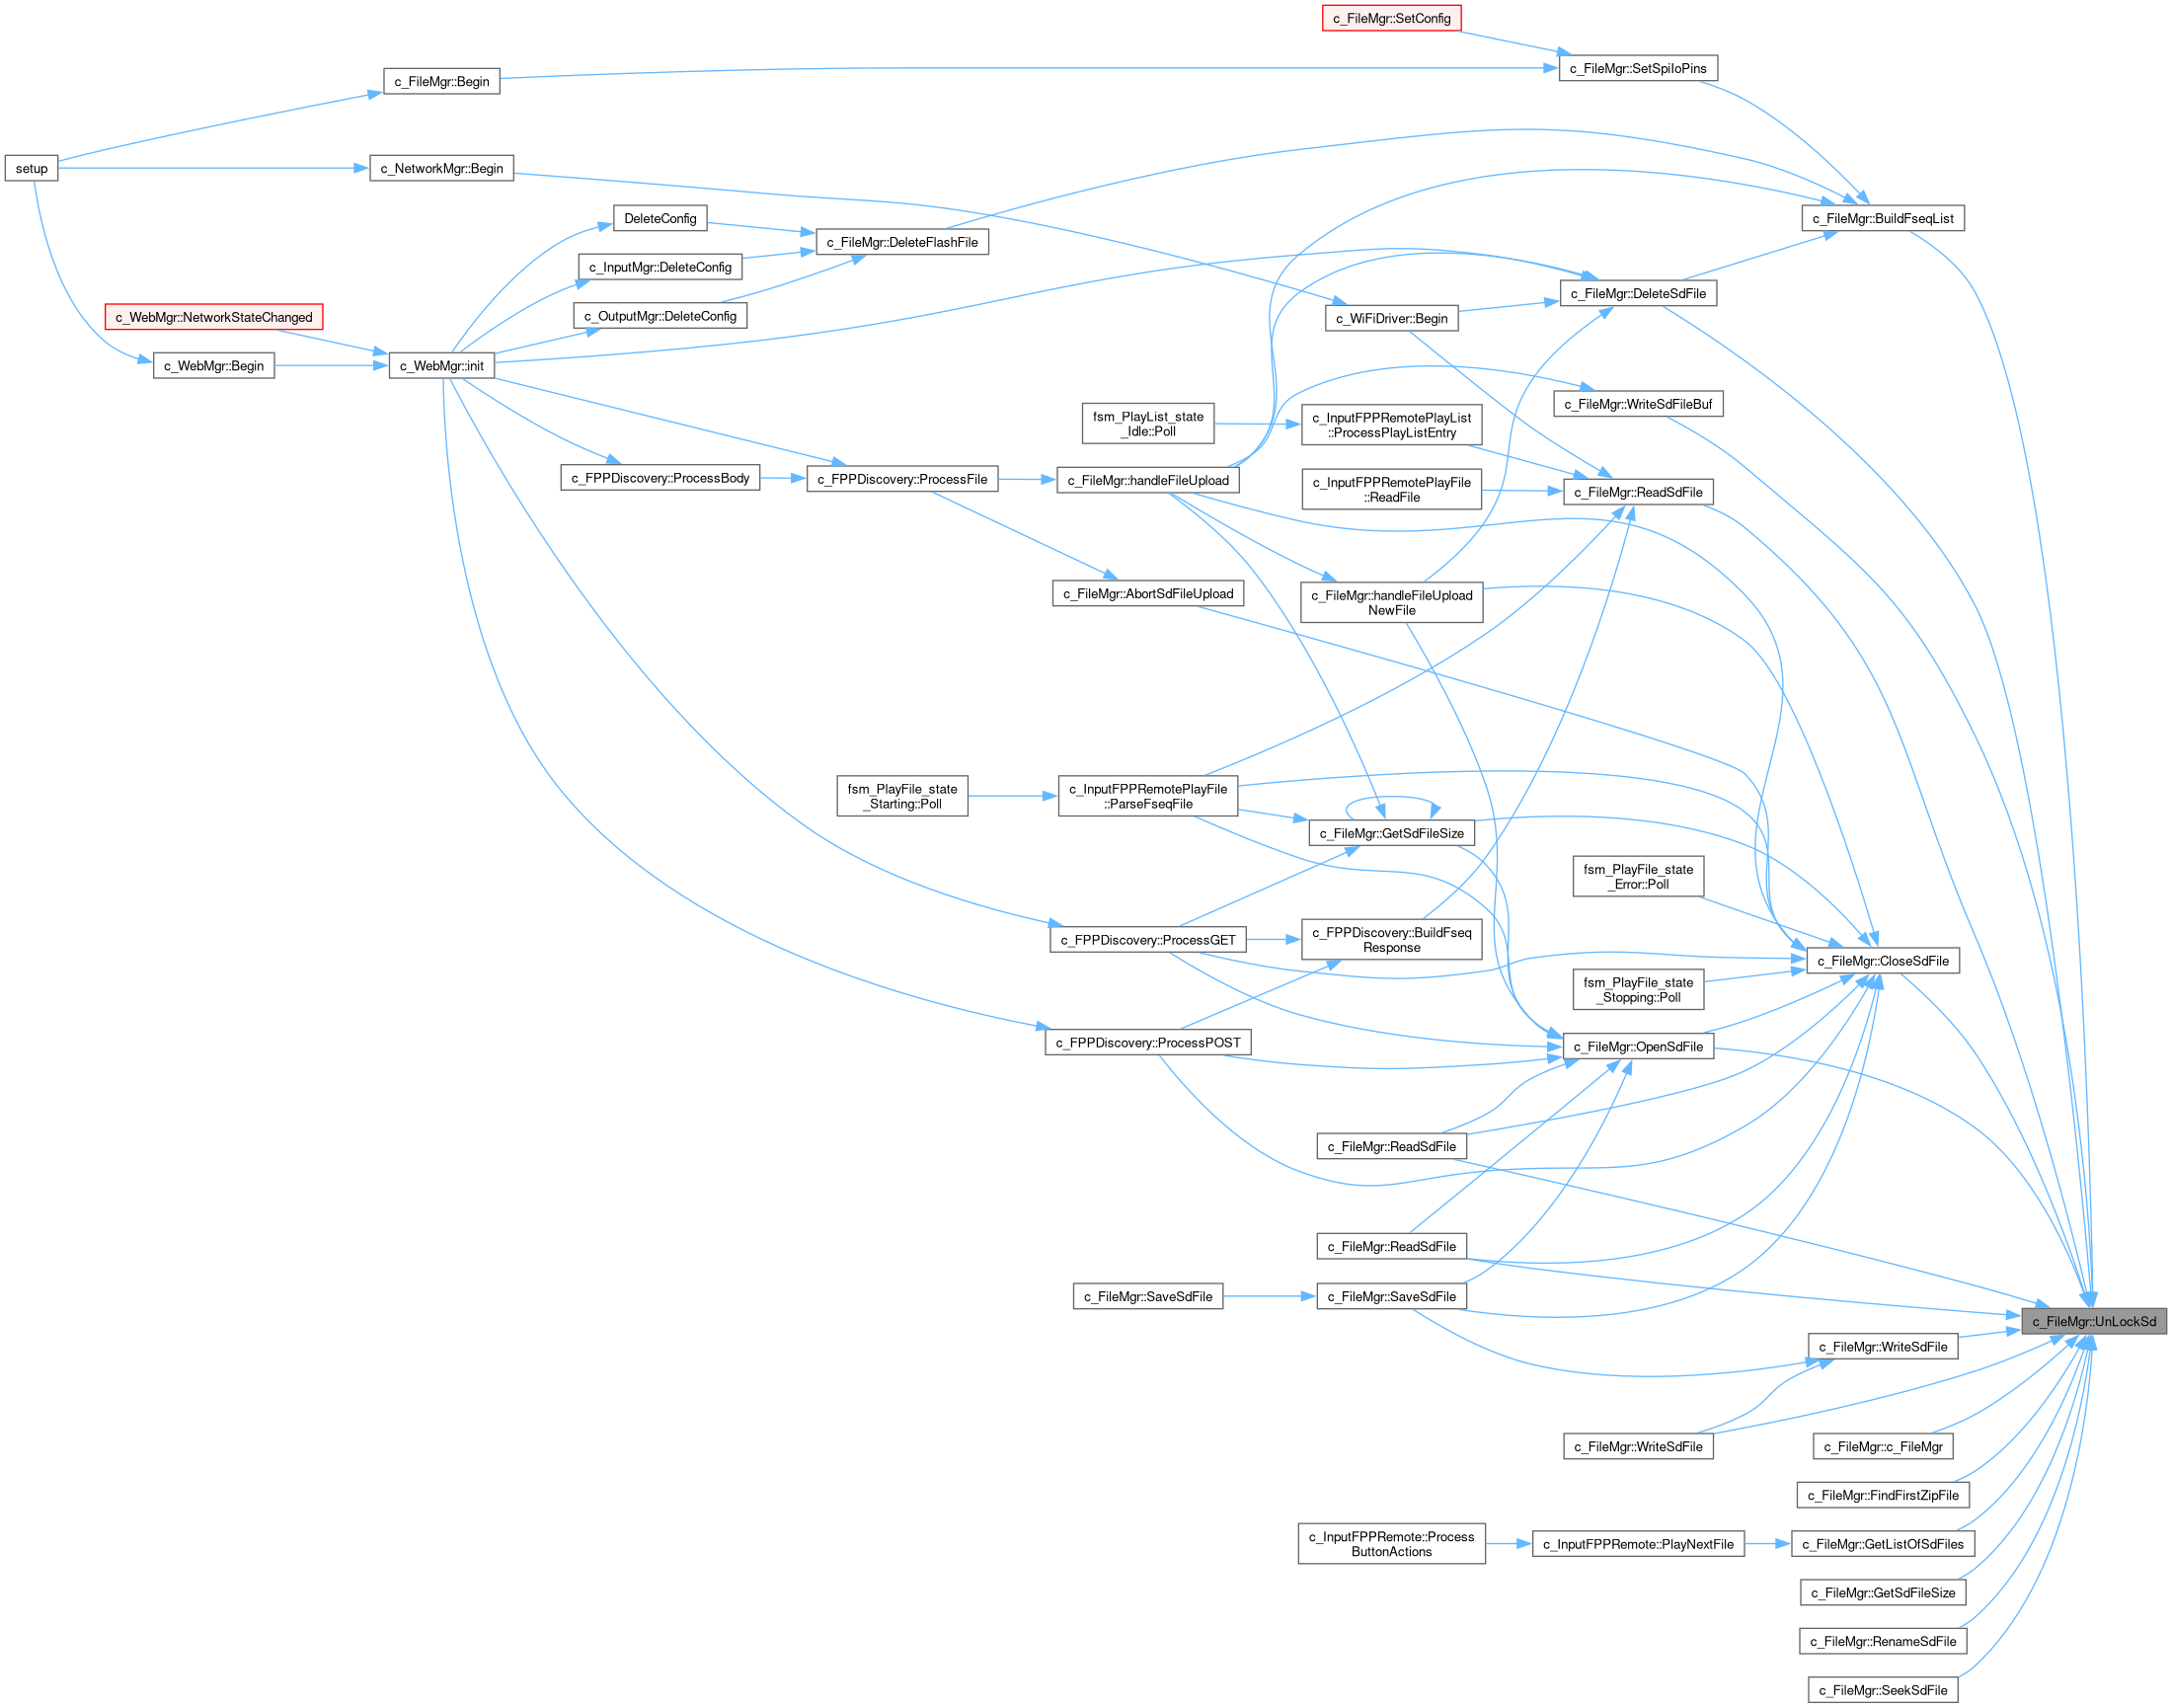 c_FileMgr::SetConfig
c_FileMgr::SetSpiIoPins
c_FileMgr::Begin
setup
c_NetworkMgr::Begin
DeleteConfig
c_FileMgr::BuildFseqList
c_FileMgr::DeleteFlashFile
c_InputMgr::DeleteConfig
c_FileMgr::DeleteSdFile
c_WebMgr::NetworkStateChanged
c_OutputMgr::DeleteConfig
c_WiFiDriver::Begin
c_WebMgr::Begin
c_WebMgr::init
c_FileMgr::WriteSdFileBuf
fsm_PlayList_state
_Idle::Poll
c_InputFPPRemotePlayList
::ProcessPlayListEntry
c_FPPDiscovery::ProcessBody
c_FPPDiscovery::ProcessFile
c_FileMgr::handleFileUpload
c_InputFPPRemotePlayFile
::ReadFile
c_FileMgr::ReadSdFile
c_FileMgr::AbortSdFileUpload
c_FileMgr::handleFileUpload
NewFile
fsm_PlayFile_state
_Starting::Poll
c_InputFPPRemotePlayFile
::ParseFseqFile
c_FileMgr::GetSdFileSize
fsm_PlayFile_state
_Error::Poll
c_FPPDiscovery::ProcessGET
c_FPPDiscovery::BuildFseq
Response
c_FileMgr::CloseSdFile
fsm_PlayFile_state
_Stopping::Poll
c_FPPDiscovery::ProcessPOST
c_FileMgr::OpenSdFile
c_FileMgr::ReadSdFile
c_FileMgr::ReadSdFile
c_FileMgr::SaveSdFile
c_FileMgr::SaveSdFile
c_FileMgr::UnLockSd
c_FileMgr::WriteSdFile
c_FileMgr::WriteSdFile
c_FileMgr::c_FileMgr
c_FileMgr::FindFirstZipFile
c_InputFPPRemote::Process
ButtonActions
c_InputFPPRemote::PlayNextFile
c_FileMgr::GetListOfSdFiles
c_FileMgr::GetSdFileSize
c_FileMgr::RenameSdFile
c_FileMgr::SeekSdFile